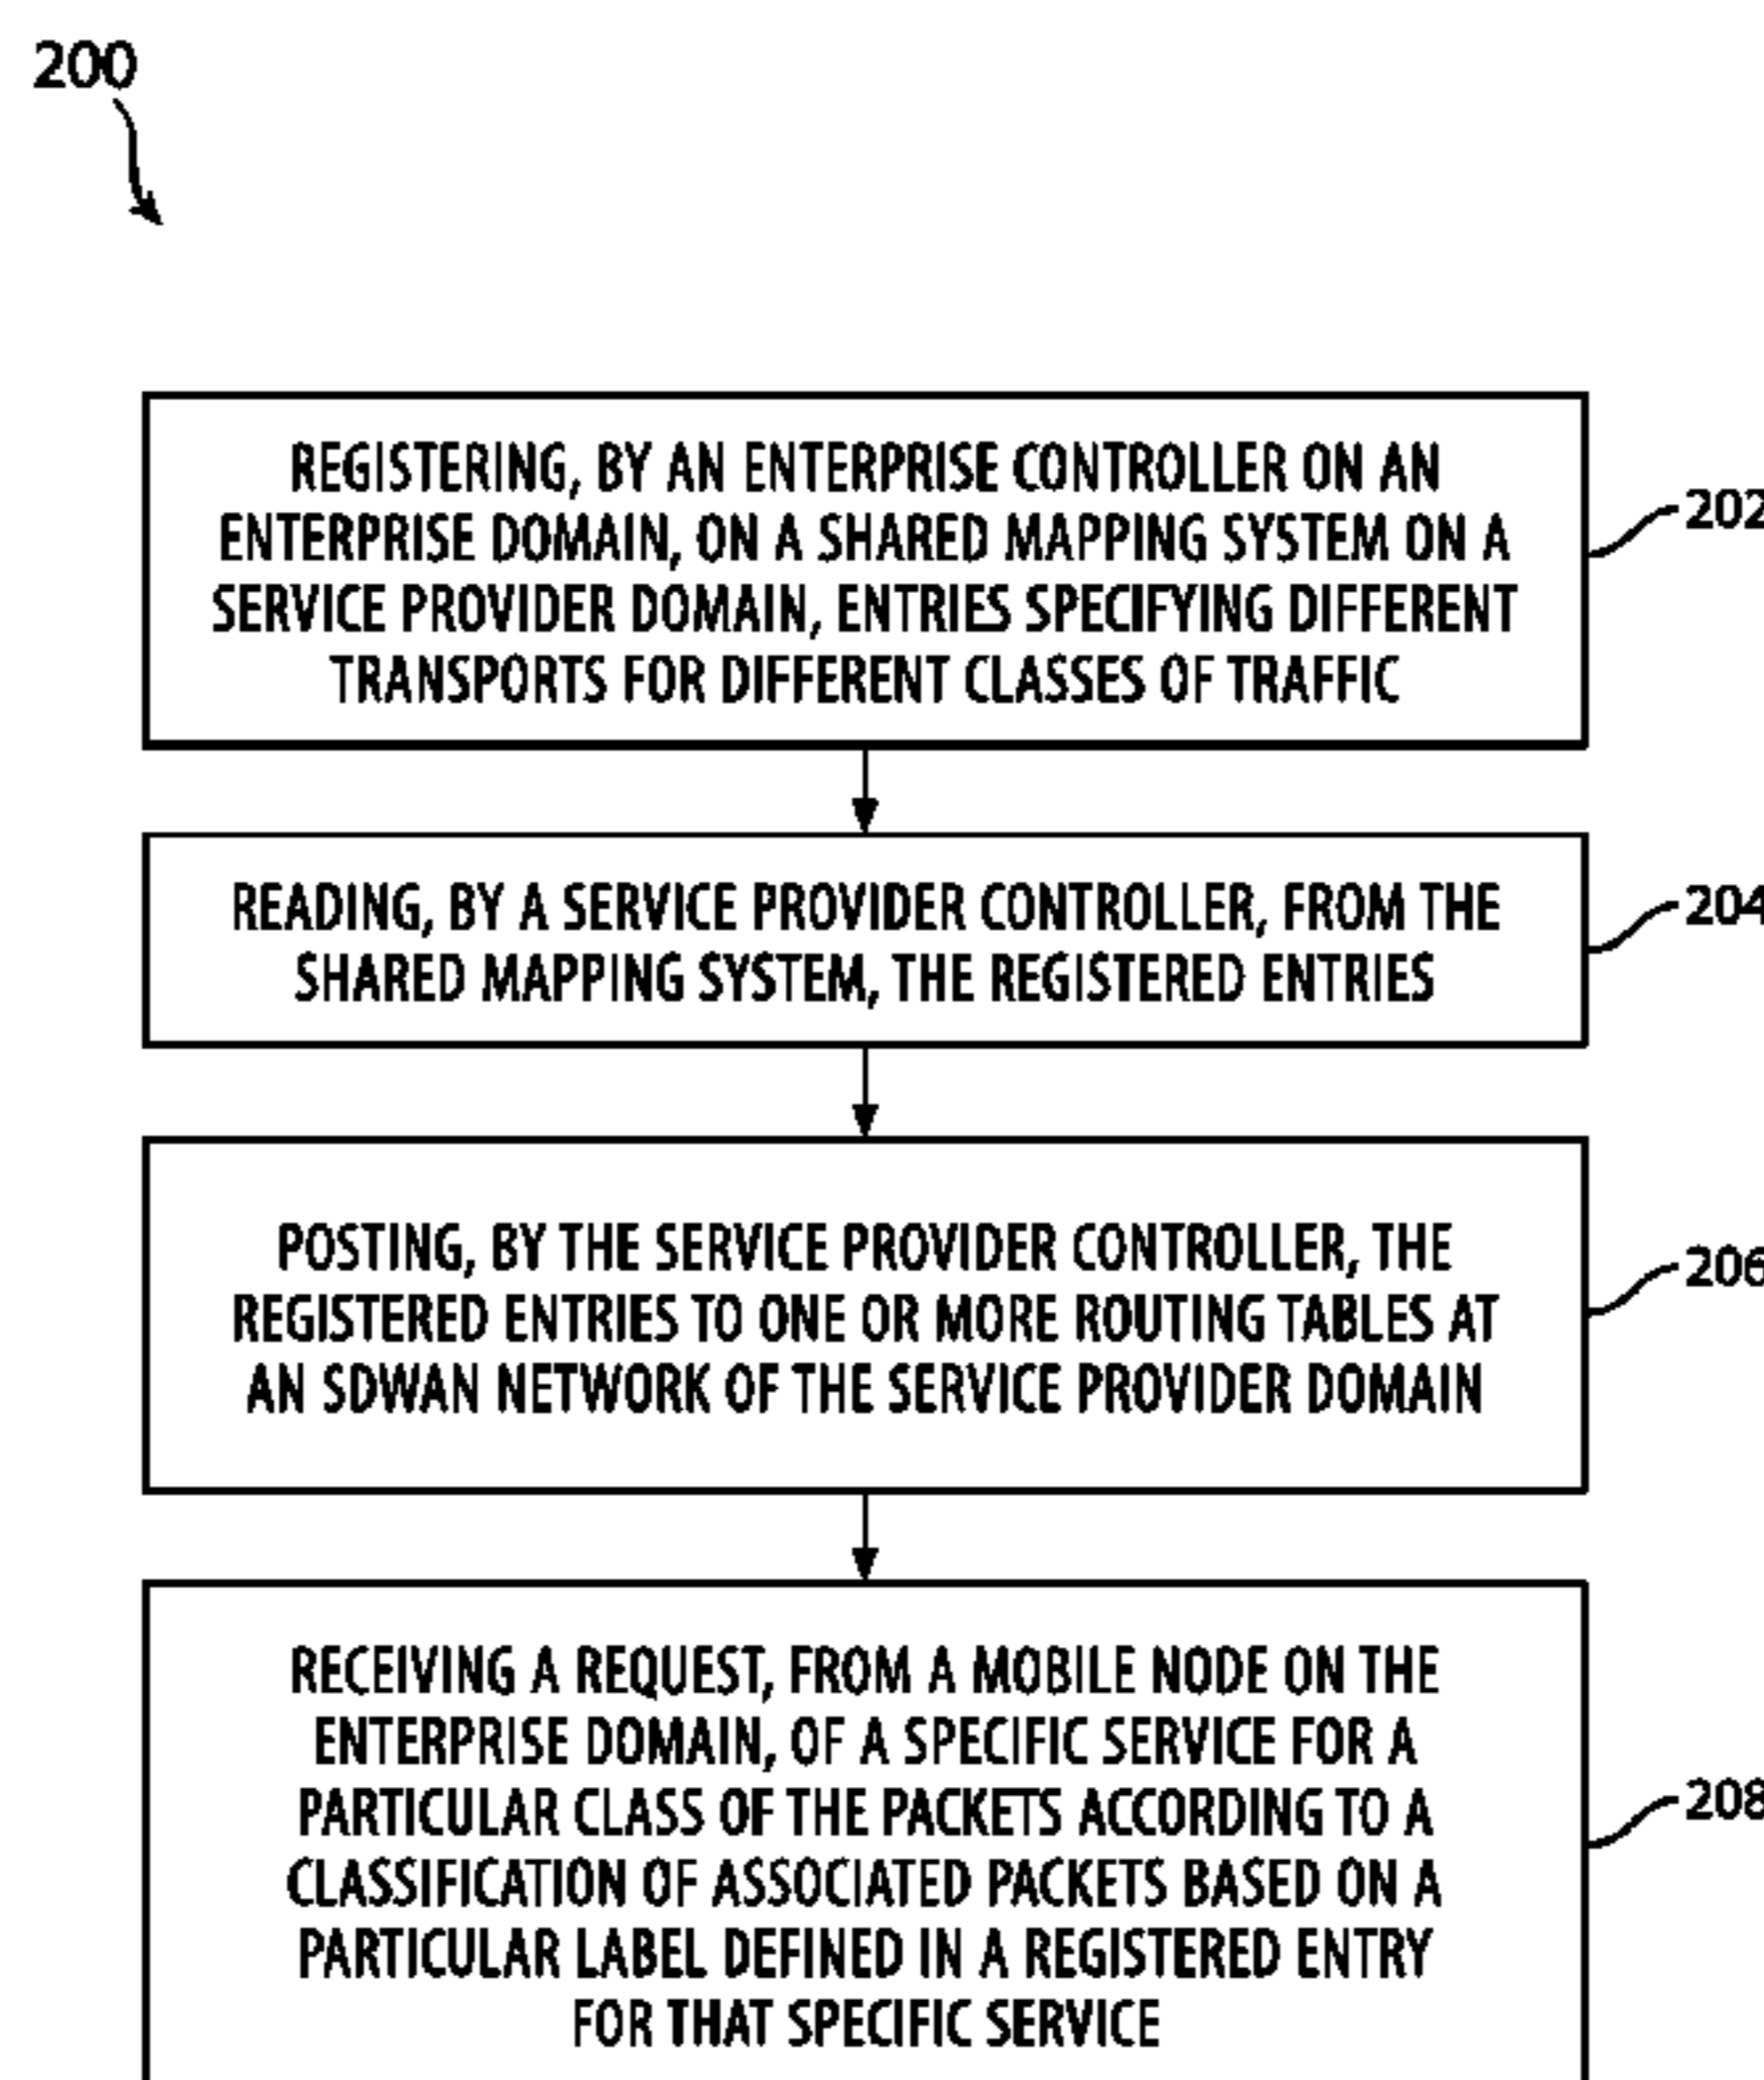 200
REGISTERING, BY AN ENTERPRISE CONTROLLER ON AN
ENTERPRISE DOMAIN, ON A SHARED MAPPING SYSTEM ON A
SERVICE PROVIDER DOMAIN, ENTRIES SPECIFYING DIFFERENT
TRANSPORTS FOR DIFFERENT CLASSES OF TRAFFIC
202
READING, BY A SERVICE PROVIDER CONTROLLER, FROM THE
SHARED MAPPING SYSTEM, THE REGISTERED ENTRIES
204
POSTING, BY THE SERVICE PROVIDER CONTROLLER, THE
REGISTERED ENTRIES TO ONE OR MORE ROUTING TABLES AT
AN SDWAN NETWORK OF THE SERVICE PROVIDER DOMAIN
206
RECEIVING A REQUEST, FROM A MOBILE NODE ON THE
ENTERPRISE DOMAIN, OF A SPECIFIC SERVICE FOR A
PARTICULAR CLASS OF THE PACKETS ACCORDING TO A
CLASSIFICATION OF ASSOCIATED PACKETS BASED ON A
PARTICULAR LABEL DEFINED IN A REGISTERED ENTRY
FOR THAT SPECIFIC SERVICE
208